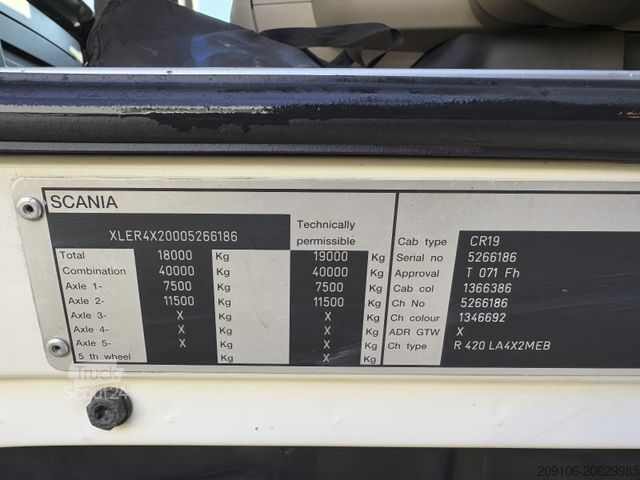 SCANIA
XLER4X20005266186
Technically permissible
Total 18000 Kg 19000 Kg
Combination 40000 Kg 40000 Kg
Axle 1- 7500 Kg 7500 Kg
Axle 2- 11500 Kg 11500 Kg
Axle 3- X Kg X Kg
Axle 4- X Kg X Kg
Axle 5- X Kg X Kg
5 th wheel Kg X Kg
Cab type CR19
Serial no 5266186
Approval T 071 Fh
Cab col 1366386
Ch No 5266186
Ch colour 1346692
ADR GTW X
Ch type R 420 LA4X2MEB
Truck
Scout24
209106-20629985